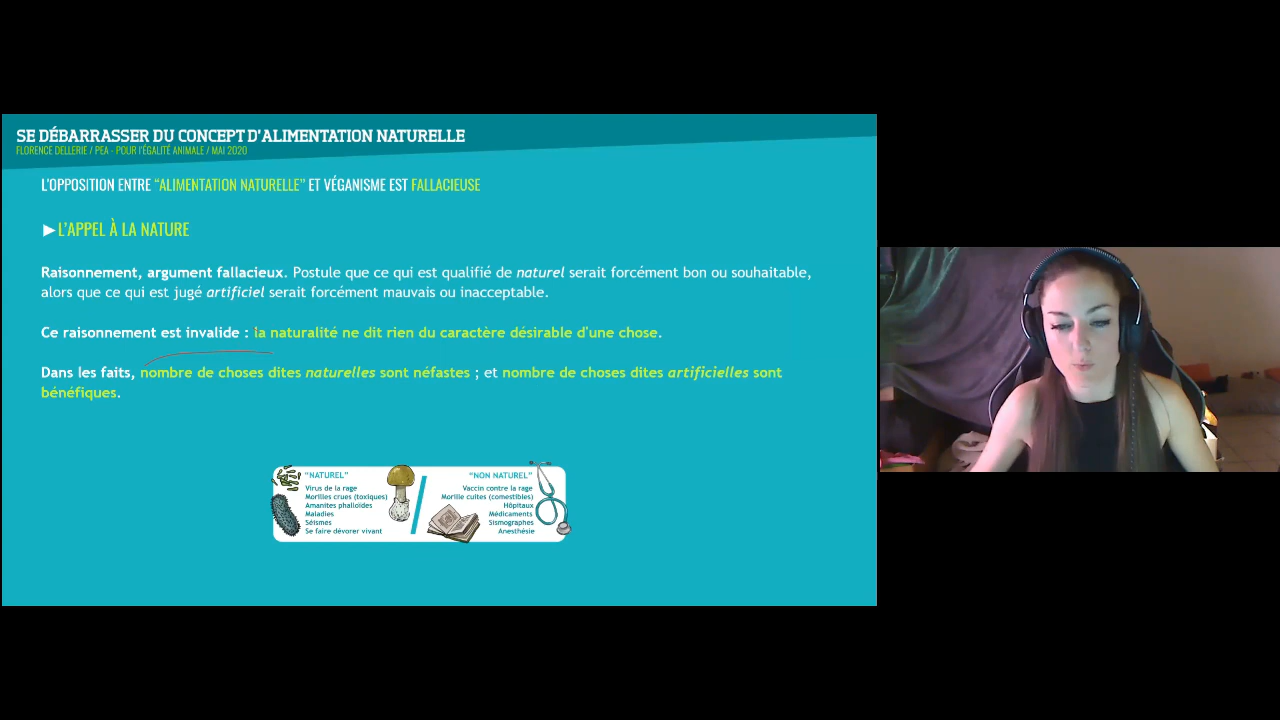 SE DÉBARRASSER DU CONCEPT D'ALIMENTATION NATURELLE
FLORENCE DELLERIE / PEA - POUR l'ÉGALITÉ ANIMALE / MAI 2020
L'OPPOSITION ENTRE "ALIMENTATION NATURELLE" ET VÉGANISME EST FALLACIEUSE
►L'APPEL À LA NATURE
Raisonnement, argument fallacieux. Postule que ce qui est qualifié de naturel serait forcément bon ou souhaitable,
alors que ce qui est jugé artificiel serait forcément mauvais ou inacceptable.
Ce raisonnement est invalide : la naturalité ne dit rien du caractère désirable d'une chose.
Dans les faits, nombre de choses dites naturelles sont néfastes ; et nombre de choses dites artificielles sont
bénéfiques.
"NATUREL"
Virus de la rage
Morilles crues (toxiques)
Amanites phalloïdes
Maladies
Séismes
Se faire dévorer vivant
"NON NATUREL"
Vaccin contre la rage
Morille cuites (comestibles)
Hôpitaux
Médicaments
Sismographes
Anesthésie